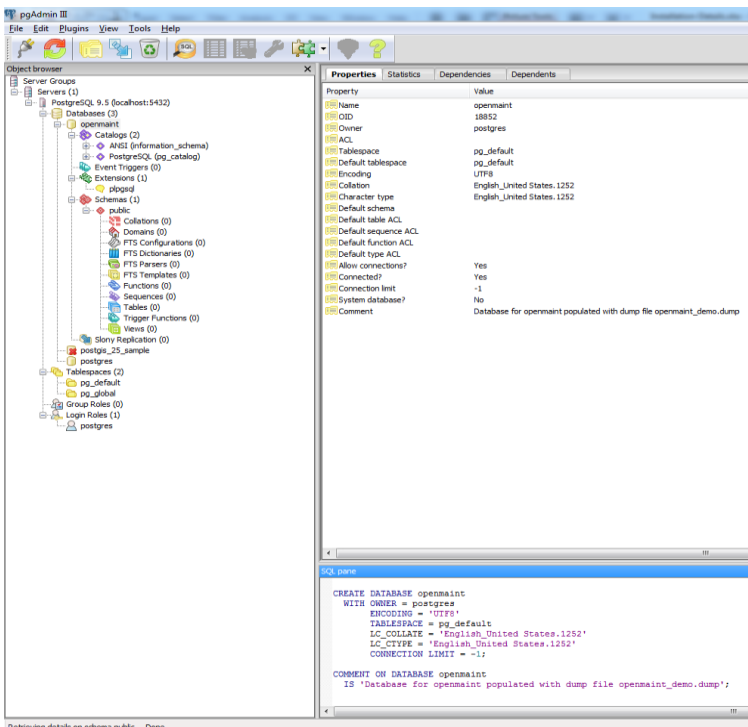 pgAdmin III
File Edit Plugins View Tools Help
SQL
Object browser
Server Groups
Servers (1)
PostgreSQL 9.5 (localhost:5432)
Databases (3)
openmaint
Catalogs (2)
ANSI (information_schema)
PostgreSQL (pg_catalog)
Event Triggers (0)
Extensions (1)
plpgsql
Schemas (1)
public
Collations (0)
Domains (0)
FTS Configurations (0)
FTS Dictionaries (0)
FTS Parsers (0)
FTS Templates (0)
Functions (0)
Sequences (0)
Tables (0)
Trigger Functions (0)
Views (0)
Slony Replication (0)
postgis_25_sample
postgres
Tablespaces (2)
pg_default
pg_global
Group Roles (0)
Login Roles (1)
postgres
Properties Statistics Dependencies Dependents
Property Value
Name openmaint
OID 18852
Owner postgres
ACL
Tablespace pg_default
Default tablespace pg_default
Encoding UTF8
Collation English_United States.1252
Character type English_United States.1252
Default schema
Default table ACL
Default sequence ACL
Default function ACL
Default type ACL
Allow connections? Yes
Connected? Yes
Connection limit -1
System database? No
Comment Database for openmaint populated with dump file openmaint_demo.dump
SQL pane
CREATE DATABASE openmaint
WITH OWNER = postgres
ENCODING = 'UTF8'
TABLESPACE = pg_default
LC_COLLATE = 'English_United States.1252'
LC_CTYPE = 'English_United States.1252'
CONNECTION LIMIT = -1;
COMMENT ON DATABASE openmaint
IS 'Database for openmaint populated with dump file openmaint_demo.dump';
Retrieving details on schema public... Done.